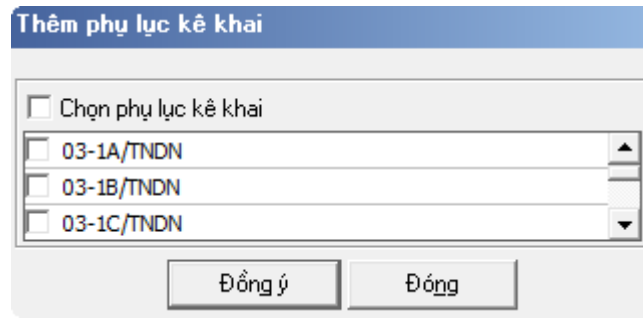 Thêm phụ lục kê khai
Chọn phụ lục kê khai
03-1A/TNDN
03-1B/TNDN
03-1C/TNDN
Đồng ý Đóng